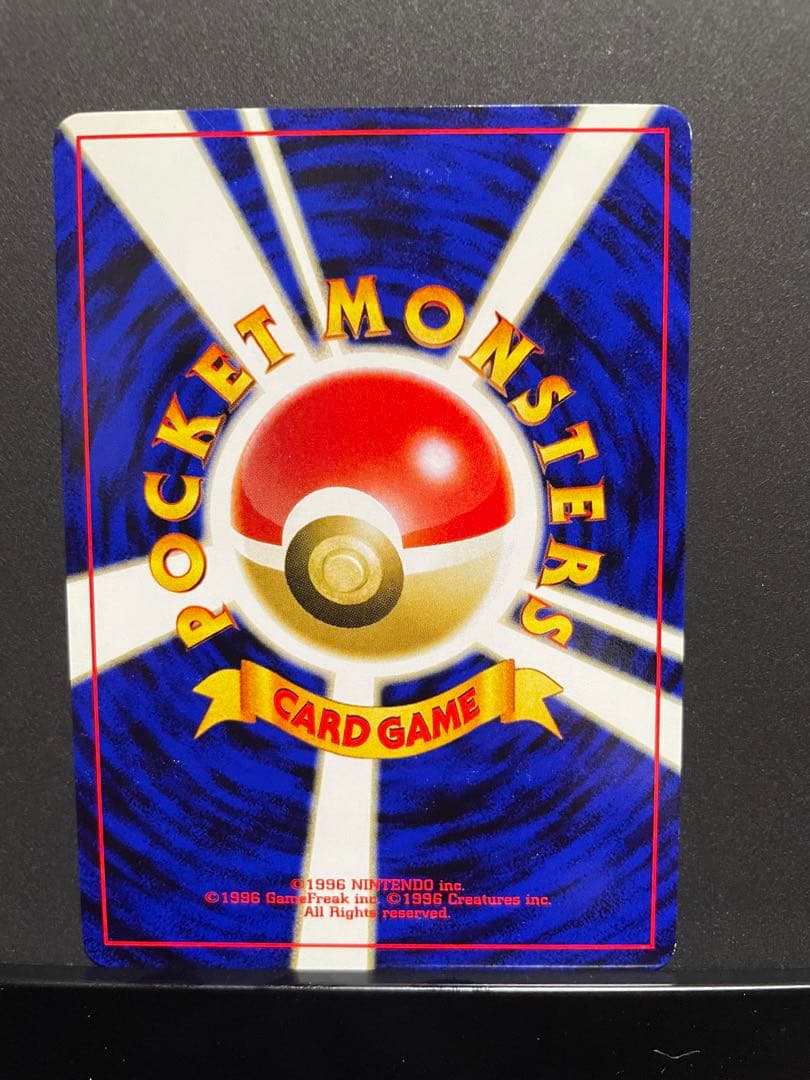 POCKET MONSTERS
CARD GAME
©1996 NINTENDO inc.
©1996 GameFreak inc. ©1996 Creatures inc.
All Rights reserved.